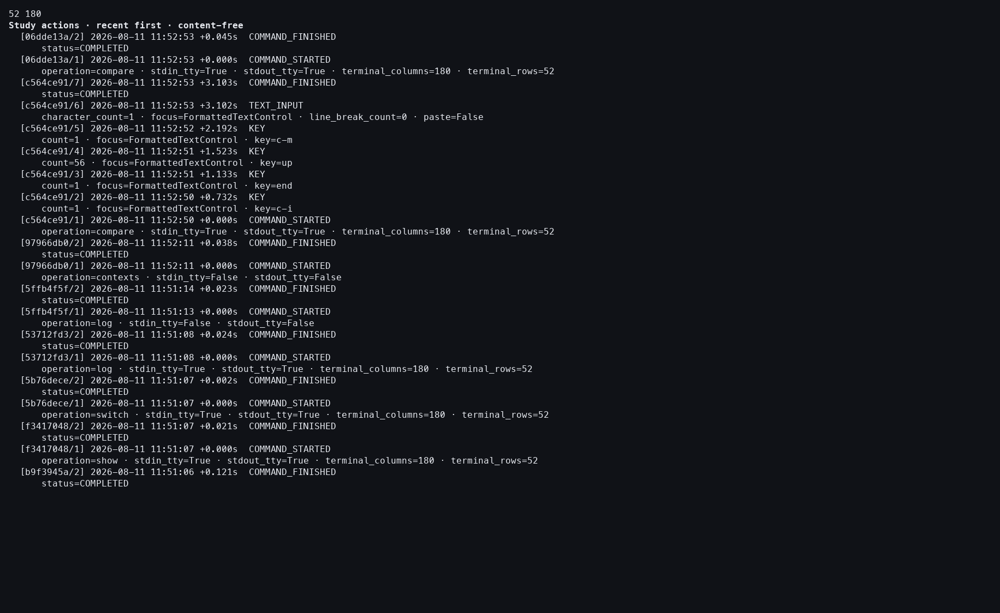 52 180
Study actions · recent first · content-free
[06dde13a/2] 2026-08-11 11:52:53 +0.045s  COMMAND_FINISHED
status=COMPLETED
[06dde13a/1] 2026-08-11 11:52:53 +0.000s  COMMAND_STARTED
operation=compare · stdin_tty=True · stdout_tty=True · terminal_columns=180 · terminal_rows=52
[c564ce91/7] 2026-08-11 11:52:53 +3.103s  COMMAND_FINISHED
status=COMPLETED
[c564ce91/6] 2026-08-11 11:52:53 +3.102s  TEXT_INPUT
character_count=1 · focus=FormattedTextControl · line_break_count=0 · paste=False
[c564ce91/5] 2026-08-11 11:52:52 +2.192s  KEY
count=1 · focus=FormattedTextControl · key=c-m
[c564ce91/4] 2026-08-11 11:52:51 +1.523s  KEY
count=56 · focus=FormattedTextControl · key=up
[c564ce91/3] 2026-08-11 11:52:51 +1.133s  KEY
count=1 · focus=FormattedTextControl · key=end
[c564ce91/2] 2026-08-11 11:52:50 +0.732s  KEY
count=1 · focus=FormattedTextControl · key=c-i
[c564ce91/1] 2026-08-11 11:52:50 +0.000s  COMMAND_STARTED
operation=compare · stdin_tty=True · stdout_tty=True · terminal_columns=180 · terminal_rows=52
[97966db0/2] 2026-08-11 11:52:11 +0.038s  COMMAND_FINISHED
status=COMPLETED
[97966db0/1] 2026-08-11 11:52:11 +0.000s  COMMAND_STARTED
operation=contexts · stdin_tty=False · stdout_tty=False
[5ffb4f5f/2] 2026-08-11 11:51:14 +0.023s  COMMAND_FINISHED
status=COMPLETED
[5ffb4f5f/1] 2026-08-11 11:51:13 +0.000s  COMMAND_STARTED
operation=log · stdin_tty=False · stdout_tty=False
[53712fd3/2] 2026-08-11 11:51:08 +0.024s  COMMAND_FINISHED
status=COMPLETED
[53712fd3/1] 2026-08-11 11:51:08 +0.000s  COMMAND_STARTED
operation=log · stdin_tty=True · stdout_tty=True · terminal_columns=180 · terminal_rows=52
[5b76dece/2] 2026-08-11 11:51:07 +0.002s  COMMAND_FINISHED
status=COMPLETED
[5b76dece/1] 2026-08-11 11:51:07 +0.000s  COMMAND_STARTED
operation=switch · stdin_tty=True · stdout_tty=True · terminal_columns=180 · terminal_rows=52
[f3417048/2] 2026-08-11 11:51:07 +0.021s  COMMAND_FINISHED
status=COMPLETED
[f3417048/1] 2026-08-11 11:51:07 +0.000s  COMMAND_STARTED
operation=show · stdin_tty=True · stdout_tty=True · terminal_columns=180 · terminal_rows=52
[b9f3945a/2] 2026-08-11 11:51:06 +0.121s  COMMAND_FINISHED
status=COMPLETED